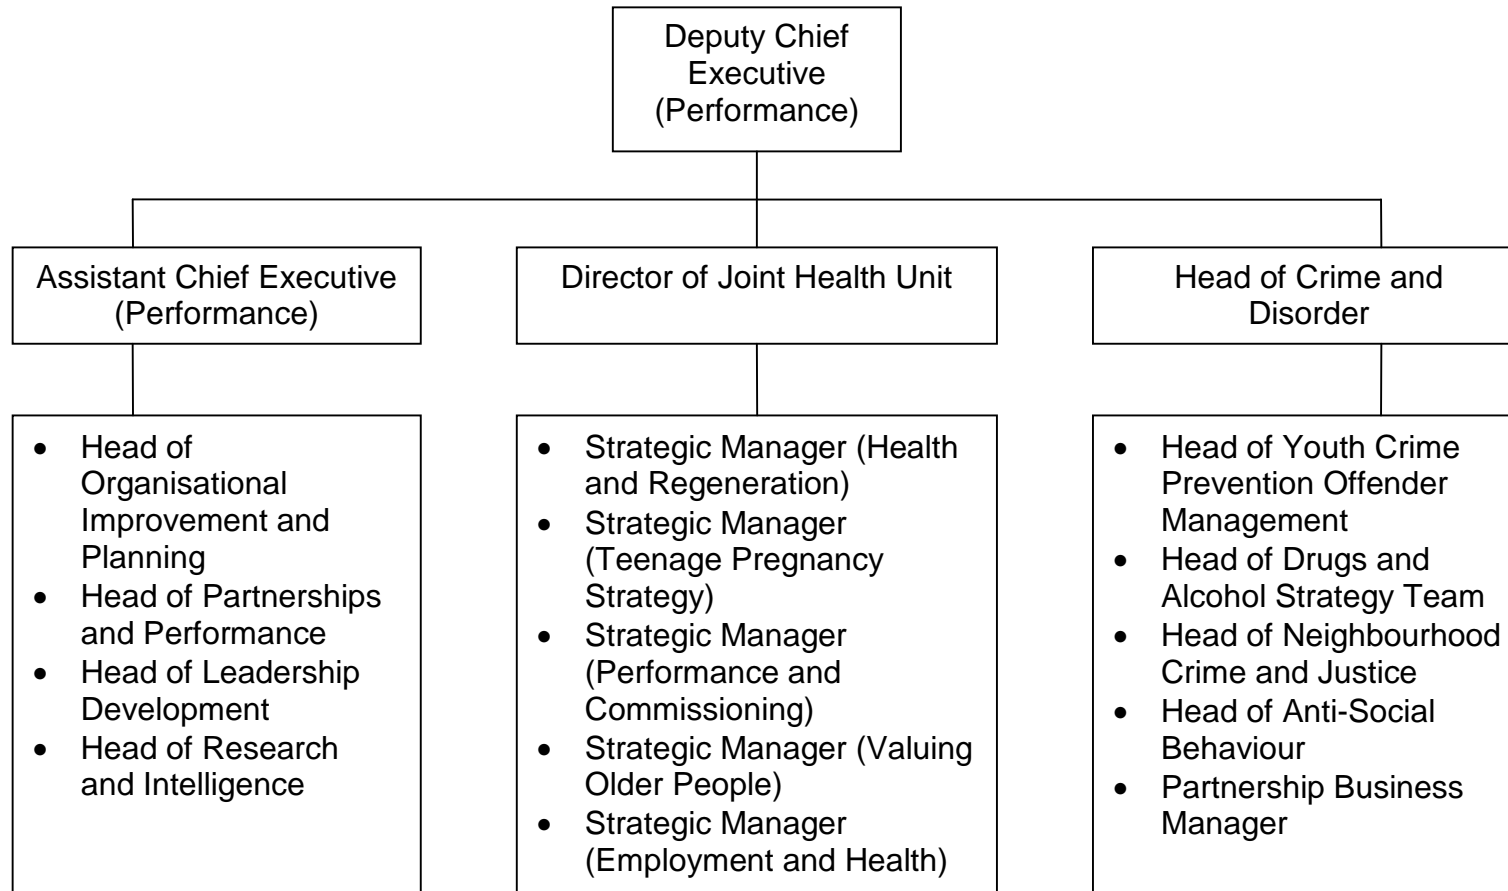 Deputy Chief
Executive
(Performance)
Assistant Chief Executive
(Performance)
Director of Joint Health Unit
Head of Crime and
Disorder
• Head of
Organisational
Improvement and
Planning
• Head of Partnerships
and Performance
• Head of Leadership
Development
• Head of Research
and Intelligence
• Strategic Manager (Health
and Regeneration)
• Strategic Manager
(Teenage Pregnancy
Strategy)
• Strategic Manager
(Performance and
Commissioning)
• Strategic Manager (Valuing
Older People)
• Strategic Manager
(Employment and Health)
• Head of Youth Crime
Prevention Offender
Management
• Head of Drugs and
Alcohol Strategy Team
• Head of Neighbourhood
Crime and Justice
• Head of Anti-Social
Behaviour
• Partnership Business
Manager